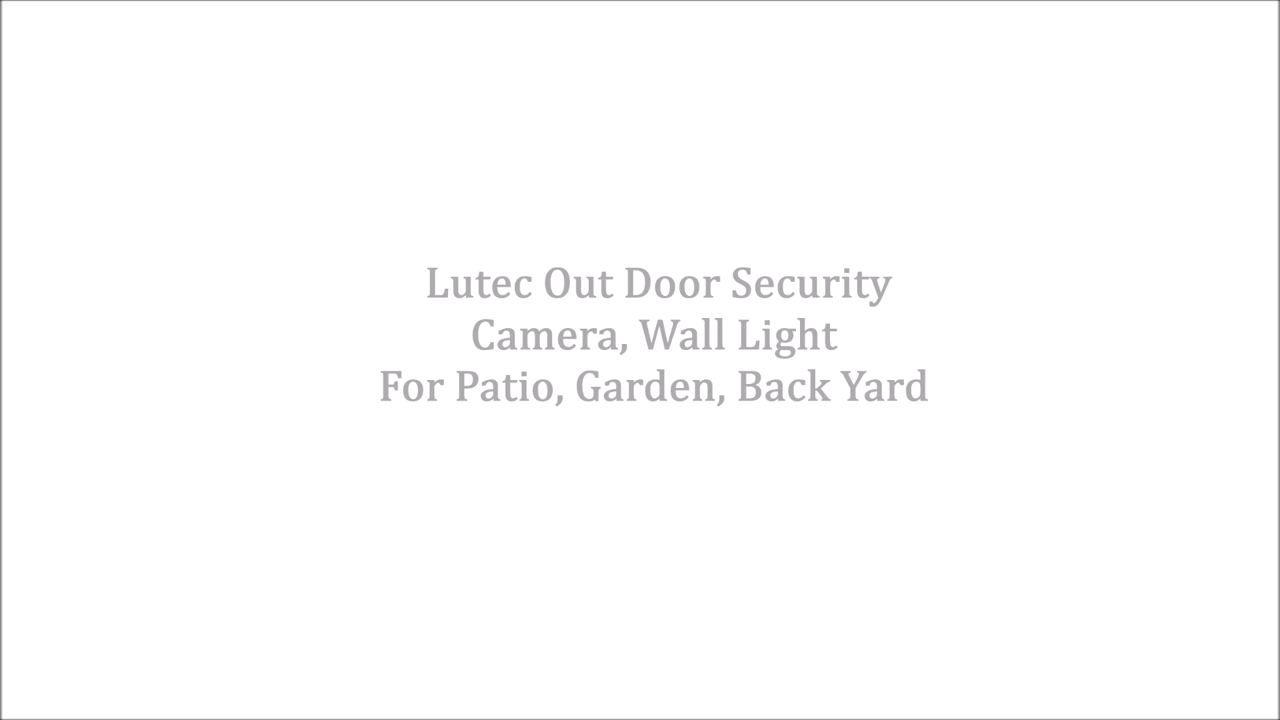 Lutec Out Door Security
Camera, Wall Light
For Patio, Garden, Back Yard